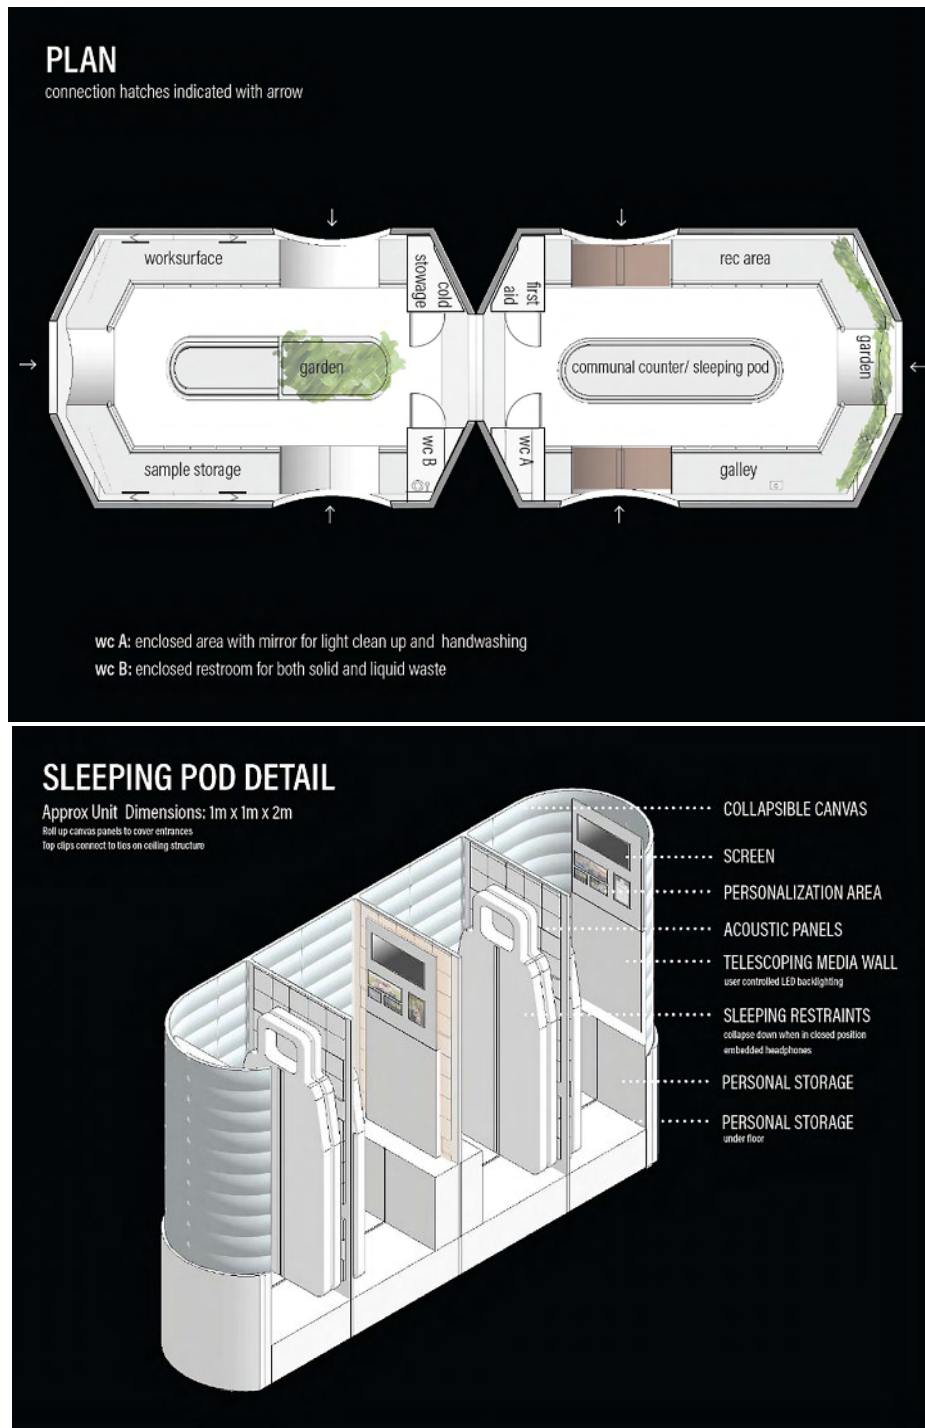 PLAN
connection hatches indicated with arrow
worksurface
cold
stowage
first
aid
rec area
garden
communal counter/ sleeping pod
garden
sample storage
wc B
wc A
galley
wc A: enclosed area with mirror for light clean up and handwashing
wc B: enclosed restroom for both solid and liquid waste
SLEEPING POD DETAIL
Approx Unit Dimensions: 1m x 1m x 2m
Roll up canvas panels to cover entrances
Top clips connect to ties on ceiling structure
COLLAPSIBLE CANVAS
SCREEN
PERSONALIZATION AREA
ACOUSTIC PANELS
TELESCOPING MEDIA WALL
user controlled LED backlighting
SLEEPING RESTRAINTS
collapse down when in closed position
embedded headphones
PERSONAL STORAGE
PERSONAL STORAGE
under floor